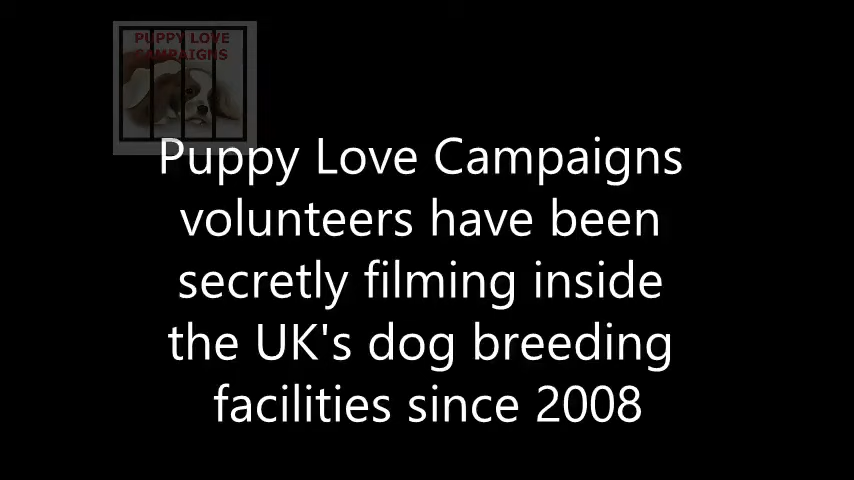 PUPPY LOVE
CAMPAIGNS
Puppy Love Campaigns
volunteers have been
secretly filming inside
the UK's dog breeding
facilities since 2008